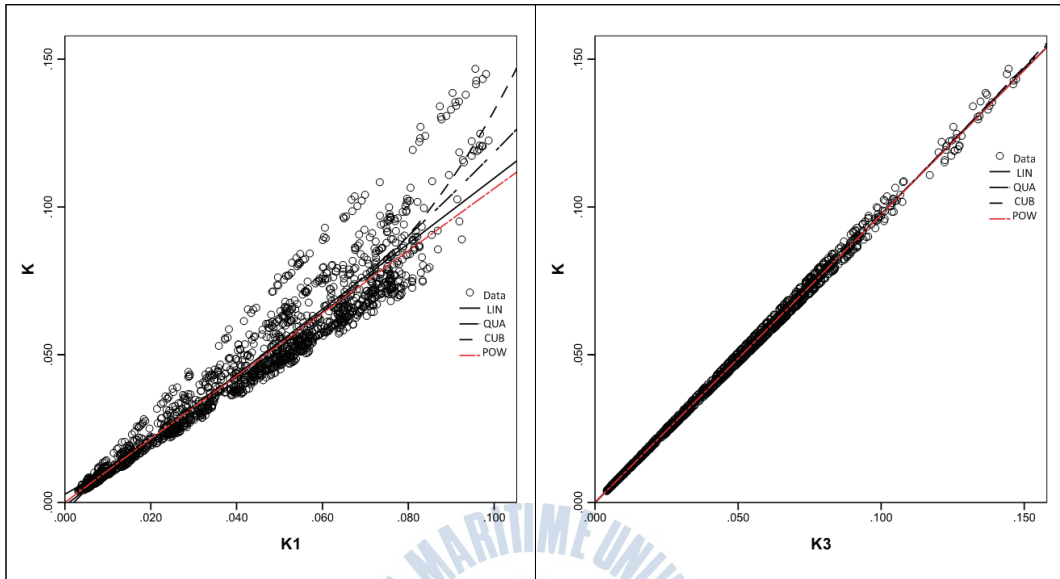 .150
.100
.050
.000
K
Data
LIN
QUA
CUB
POW
.000 .020 .040 .060 .080 .100
K1
.150
.100
.050
.000
K
Data
LIN
QUA
CUB
POW
.000 .050 .100 .150
K3
MARITIME